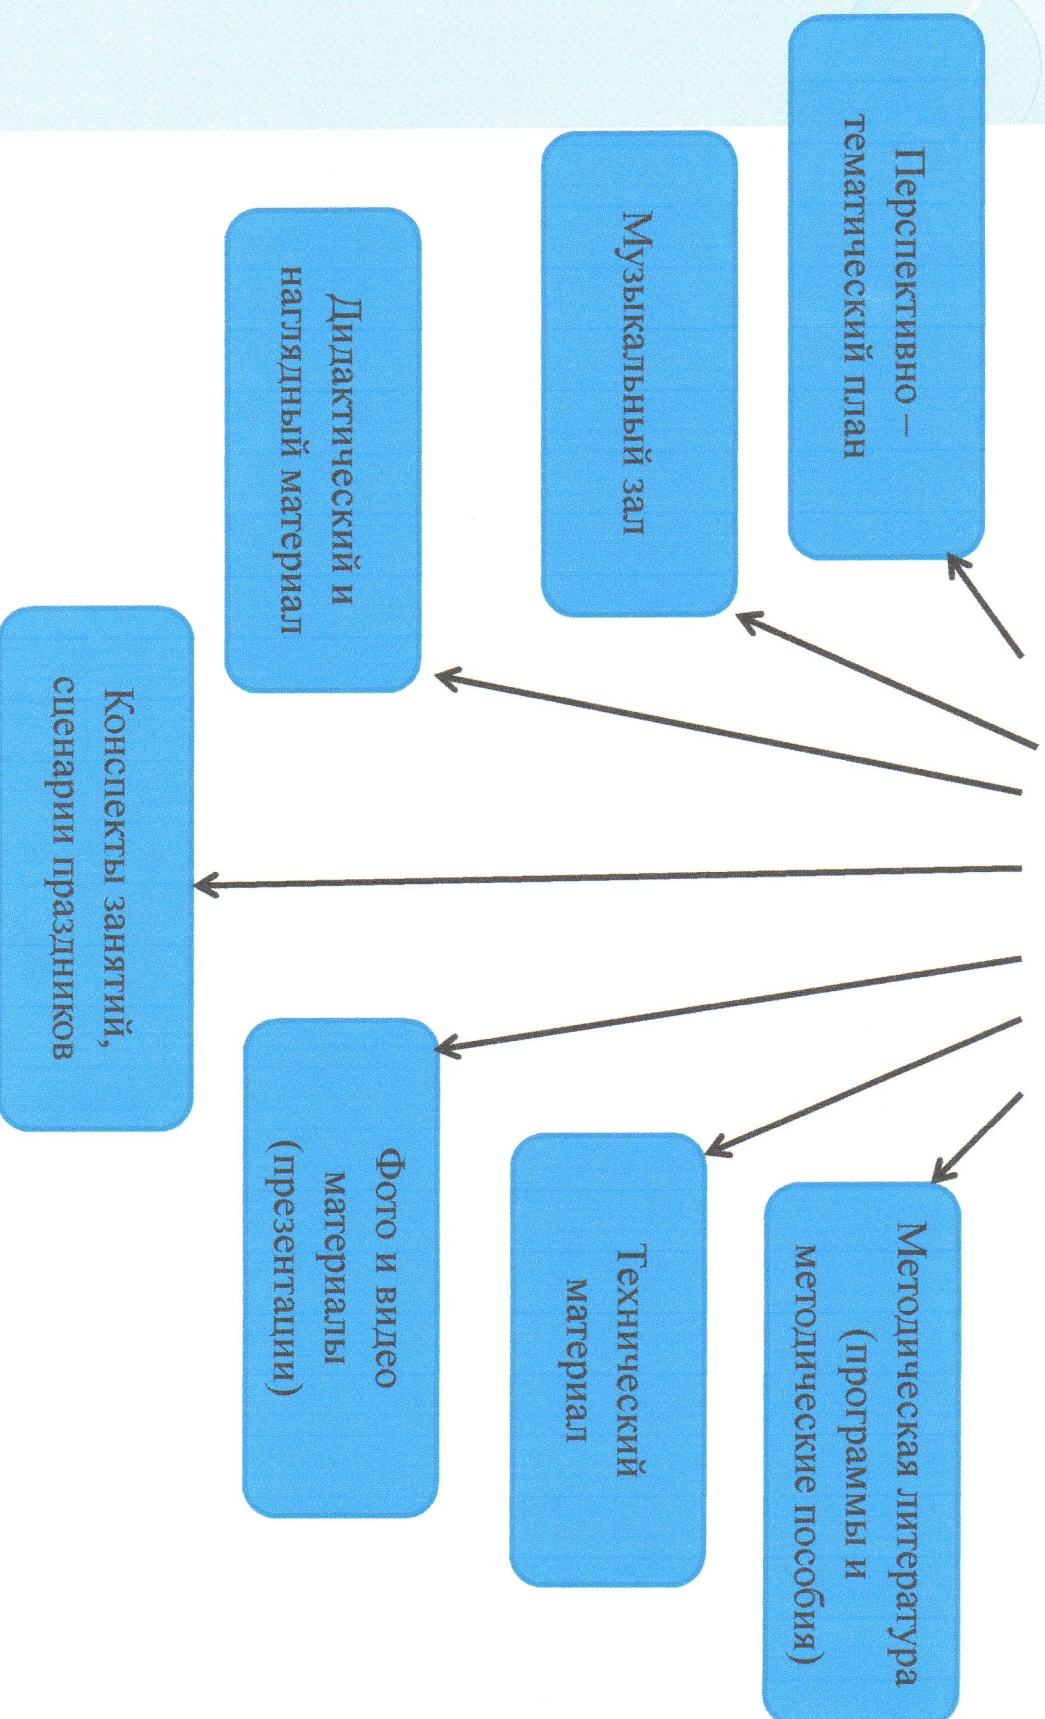 Перспективно –
тематический план
Музыкальный зал
Дидактический и
наглядный материал
Конспекты занятий,
сценарии праздников
Фото и видео
материалы
(презентации)
Технический
материал
Методическая литература
(программы и
методические пособия)